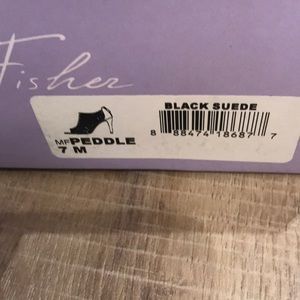 Fisher
BLACK SUEDE
MFPEDDLE
7 M
8 88474 18687 7